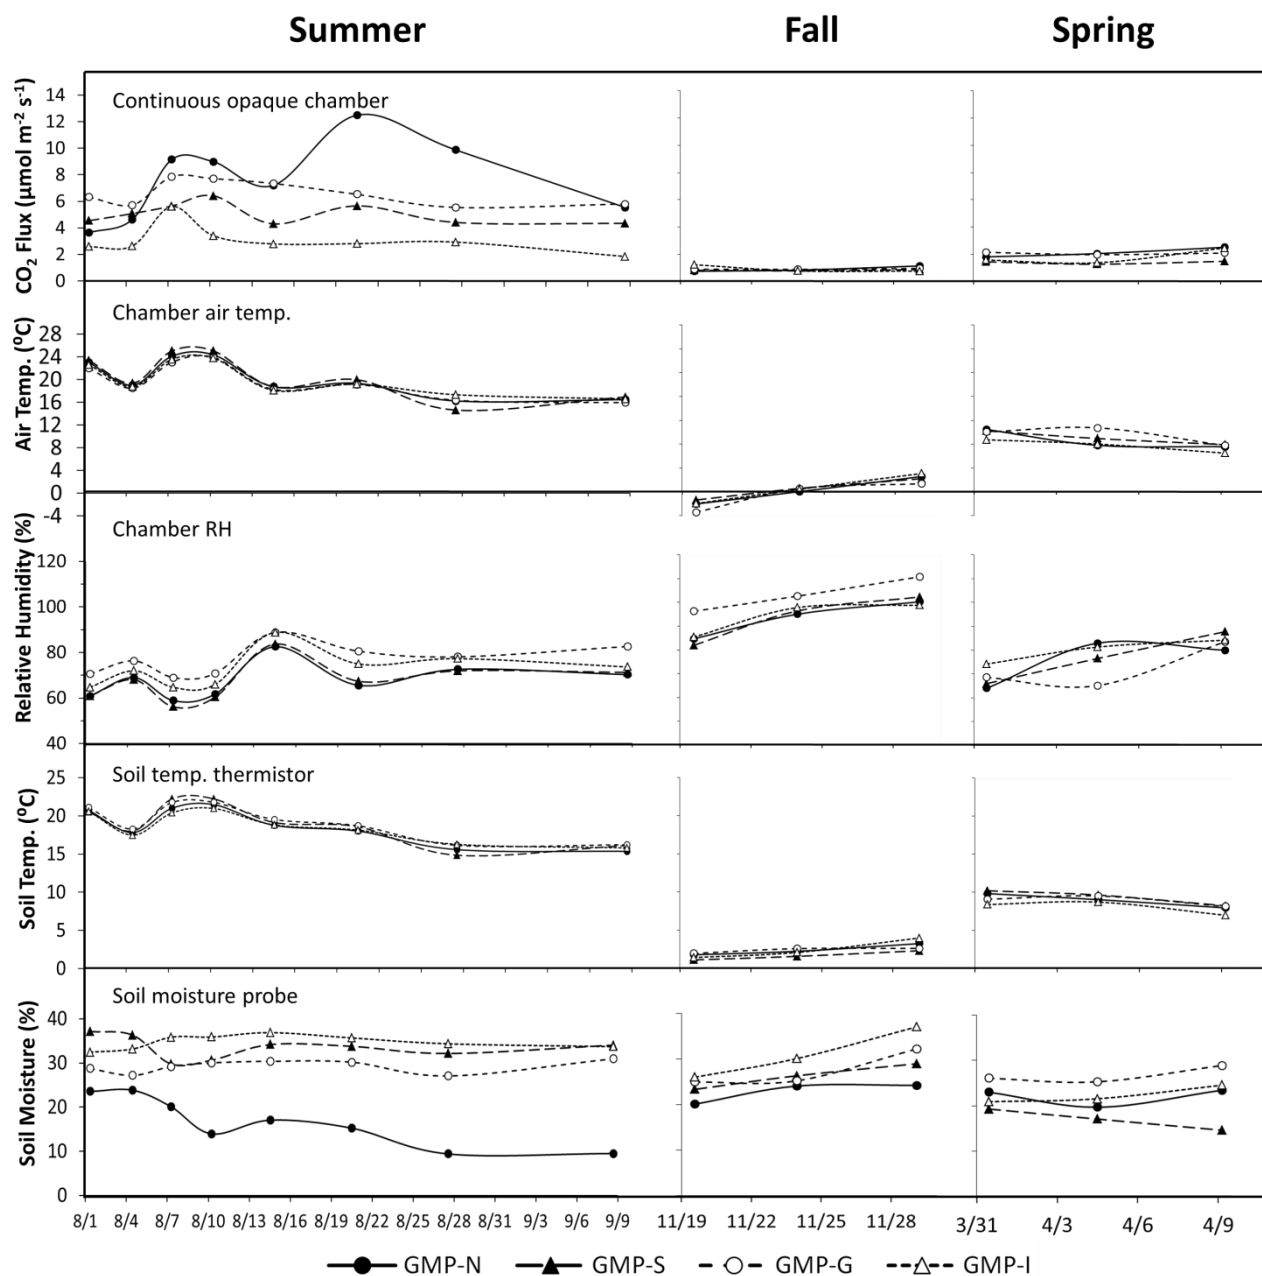 Summer Fall Spring
CO2 Flux (µmol m-2 s-1)
14
12
10
8
6
4
2
0
Continuous opaque chamber
Air Temp. (⁰C)
28
24
20
16
12
8
4
0
-4
Chamber air temp.
Relative Humidity (%)
120
100
80
60
40
Chamber RH
Soil Temp. (⁰C)
25
20
15
10
5
0
Soil temp. thermistor
Soil Moisture (%)
40
30
20
10
0
Soil moisture probe
8/1 8/4 8/7 8/10 8/13 8/16 8/19 8/22 8/25 8/28 8/31 9/3 9/6 9/9 11/19 11/22 11/25 11/28 3/31 4/3 4/6 4/9
GMP-N GMP-S GMP-G GMP-I